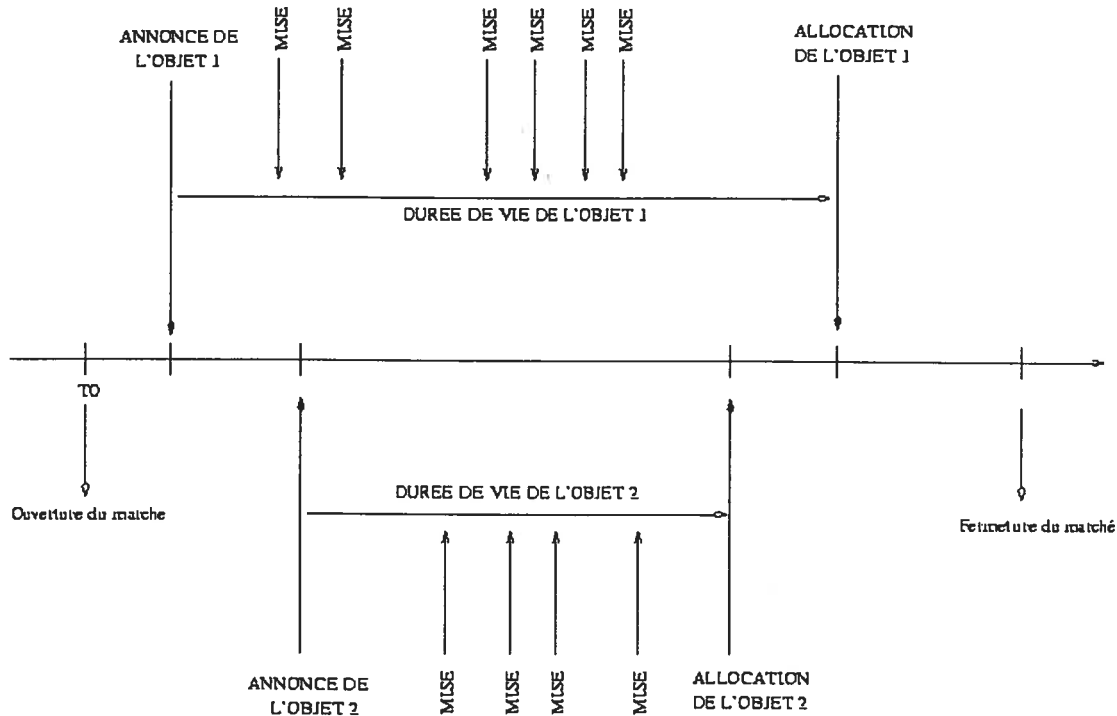 ANNONCE DE
L'OBJET 1
MISE
MISE
MISE
MISE
MISE
MISE
ALLOCATION
DE L'OBJET 1
DUREE DE VIE DE L'OBJET 1
T0
Ouverture du marche
DUREE DE VIE DE L'OBJET 2
Fermeture du marché
ANNONCE DE
L'OBJET 2
MISE
MISE
MISE
MISE
ALLOCATION
DE L'OBJET 2